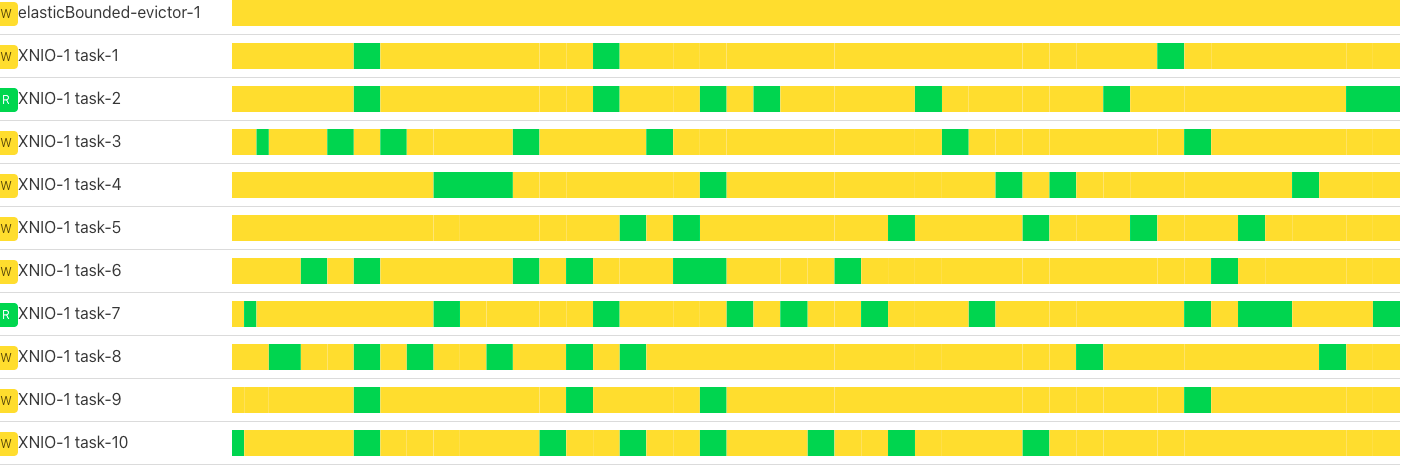 W elasticBounded-evictor-1
W XNIO-1 task-1
R XNIO-1 task-2
W XNIO-1 task-3
W XNIO-1 task-4
W XNIO-1 task-5
W XNIO-1 task-6
R XNIO-1 task-7
W XNIO-1 task-8
W XNIO-1 task-9
W XNIO-1 task-10